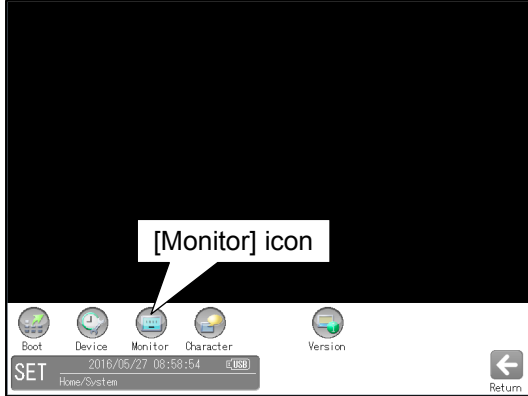 [Monitor] icon
Boot
Device
Monitor
Character
Version
SET
2016/05/27 08:58:54
USB
Home/System
Return